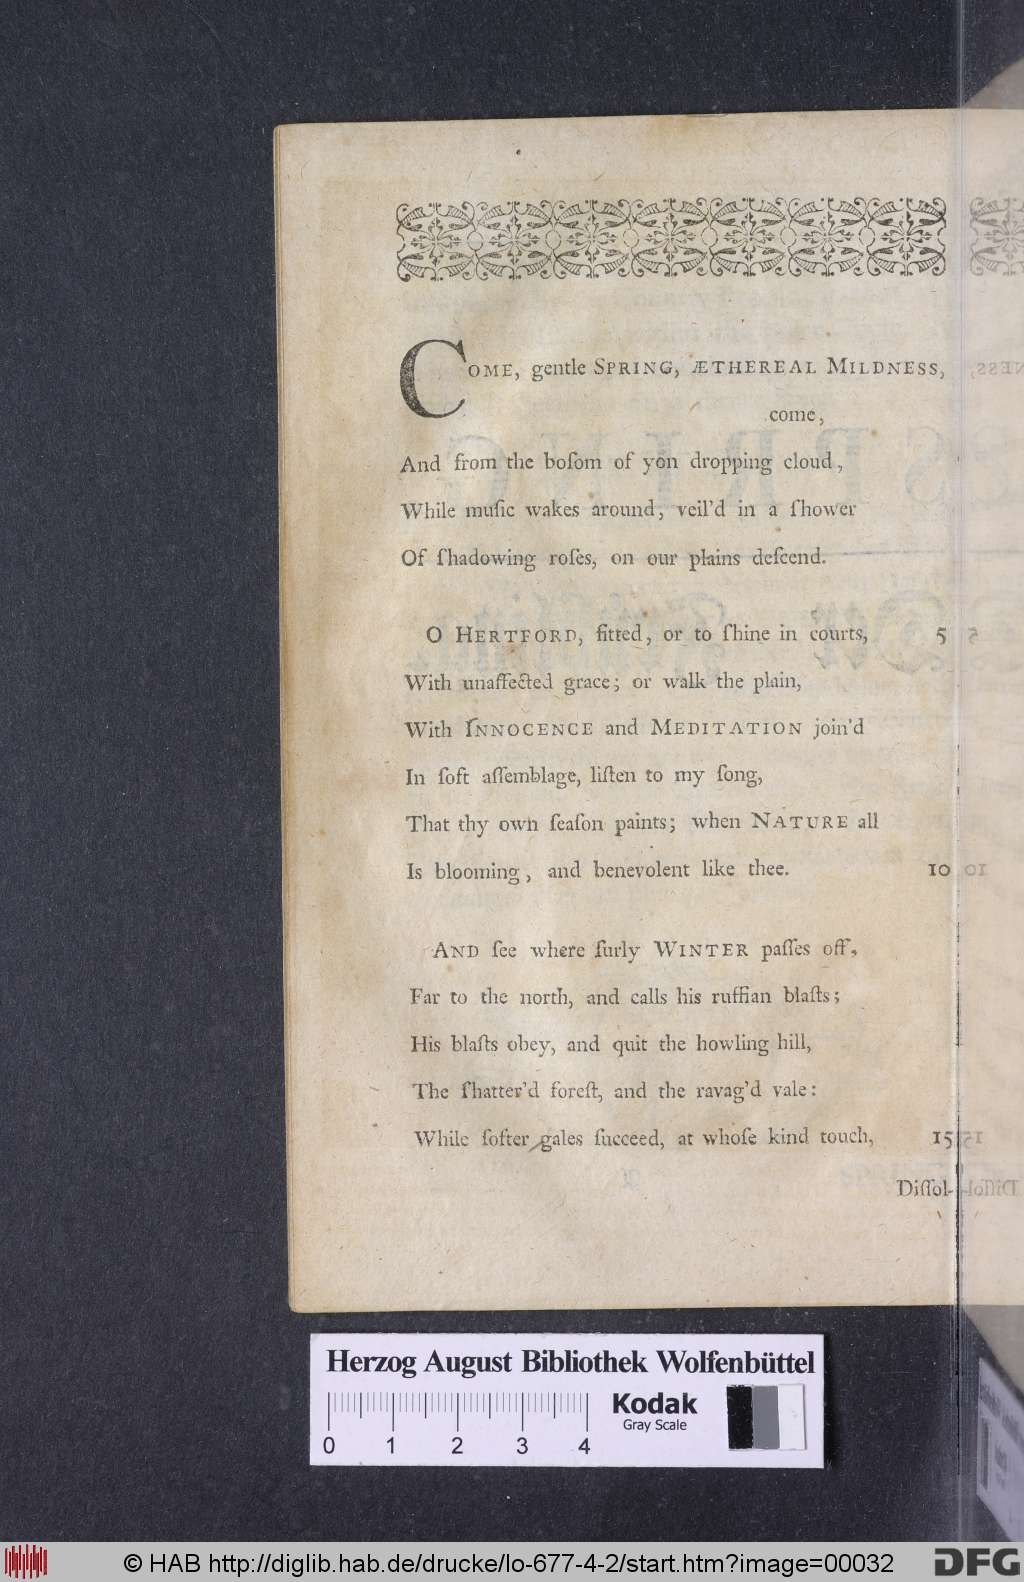 COME, gentle SPRING, ÆTHEREAL MILDNESS,
come,
And from the boſom of yon dropping cloud,
While muſic wakes around, veil'd in a ſhower
Of ſhadowing roſes, on our plains deſcend.
O HERTFORD, fitted, or to ſhine in courts, 5
With unaffected grace; or walk the plain,
With INNOCENCE and MEDITATION join'd
In ſoft aſſemblage, liſten to my ſong,
That thy own ſeaſon paints; when NATURE all
Is blooming, and benevolent like thee. 10
AND ſee where ſurly WINTER paſſes off,
Far to the north, and calls his ruffian blaſts;
His blaſts obey, and quit the howling hill,
The ſhatter'd foreſt, and the ravag'd vale:
While ſofter gales ſucceed, at whoſe kind touch, 15
Diſſol-
Herzog August Bibliothek Wolfenbüttel
Kodak
Gray Scale
0 1 2 3 4
© HAB http://diglib.hab.de/drucke/lo-677-4-2/start.htm?image=00032
DFG